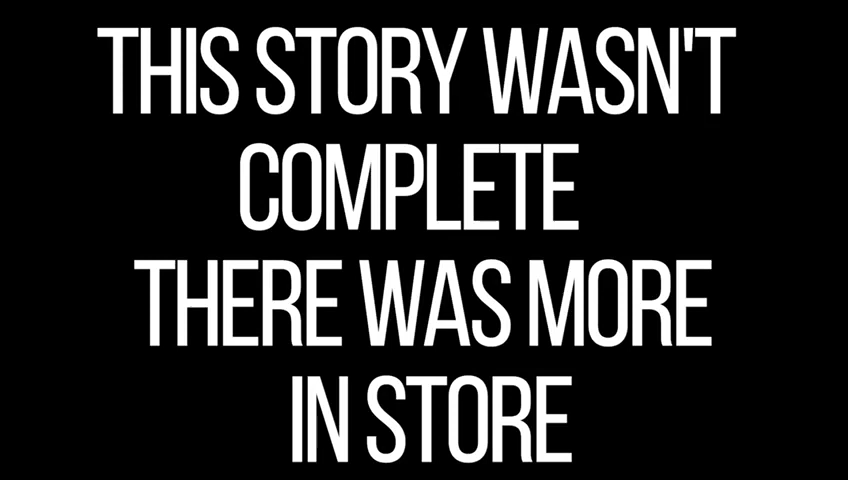 THIS STORY WASN'T
COMPLETE
THERE WAS MORE
IN STORE